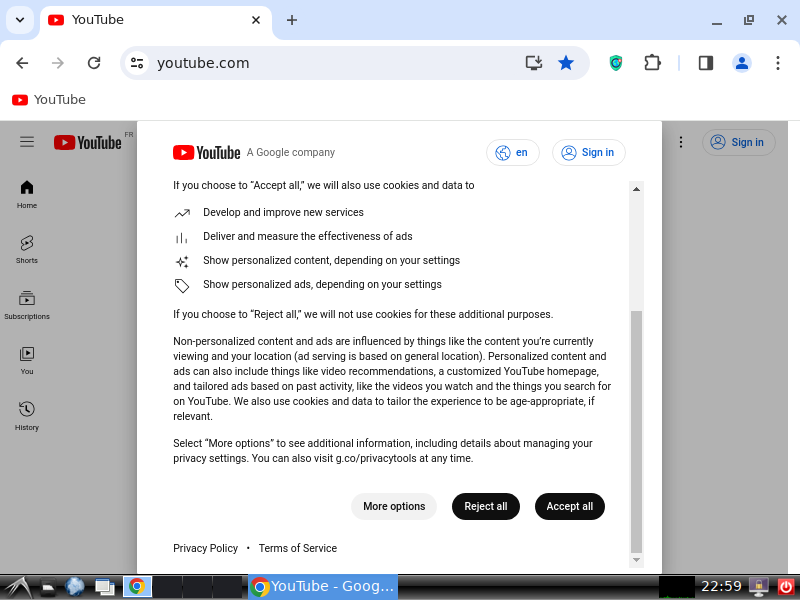 YouTube
youtube.com
YouTube
YouTube FR
Sign in
Home
Shorts
Subscriptions
You
History
YouTube A Google company
en
Sign in
If you choose to “Accept all,” we will also use cookies and data to
Develop and improve new services
Deliver and measure the effectiveness of ads
Show personalized content, depending on your settings
Show personalized ads, depending on your settings
If you choose to “Reject all,” we will not use cookies for these additional purposes.
Non-personalized content and ads are influenced by things like the content you’re currently
viewing and your location (ad serving is based on general location). Personalized content and
ads can also include things like video recommendations, a customized YouTube homepage,
and tailored ads based on past activity, like the videos you watch and the things you search for
on YouTube. We also use cookies and data to tailor the experience to be age-appropriate, if
relevant.
Select “More options” to see additional information, including details about managing your
privacy settings. You can also visit g.co/privacytools at any time.
More options
Reject all
Accept all
Privacy Policy • Terms of Service
YouTube - Goog...
22:59